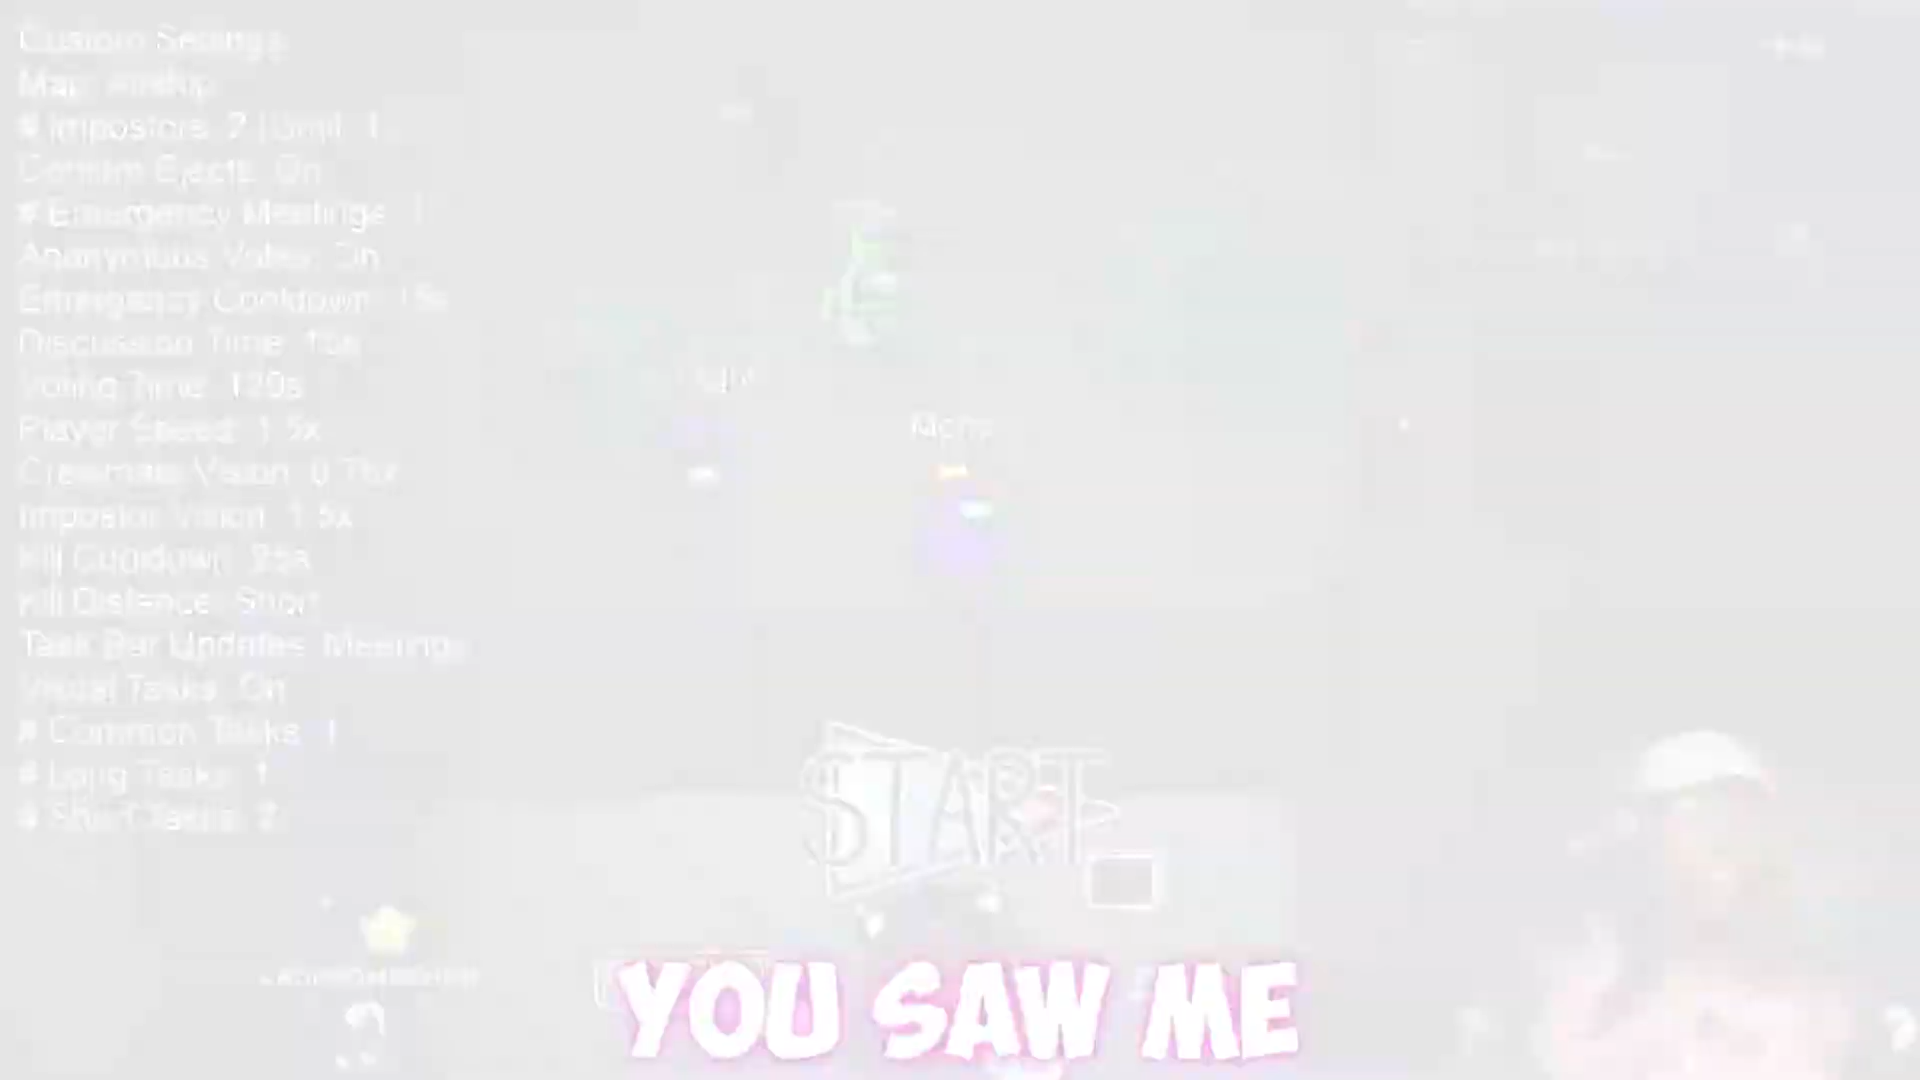 Custom Settings
Map: Airship
# Impostors: 2 (Limit: 1
Confirm Ejects: On
# Emergency Meetings: 1
Anonymous Votes: On
Emergency Cooldown: 15s
Discussion Time: 15s
Voting Time: 120s
Player Speed: 1.5x
Crewmate Vision: 0.75x
Impostor Vision: 1.5x
Kill Cooldown: 25s
Kill Distance: Short
Task Bar Updates: Meetings
Visual Tasks: On
# Common Tasks: 1
# Long Tasks: 1
# Short Tasks: 2
START
YOU SAW ME